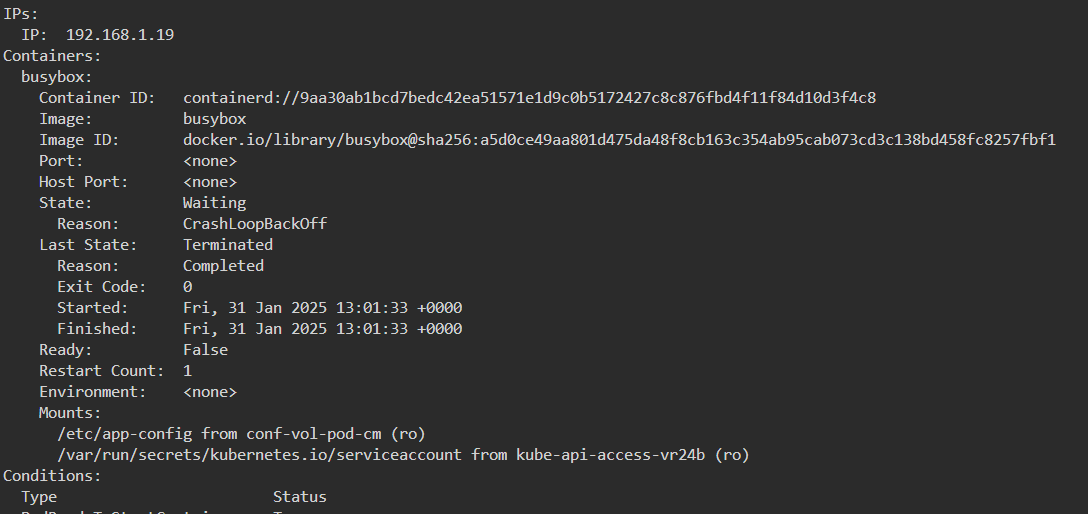 IPs:
IP: 192.168.1.19
Containers:
busybox:
Container ID: containerd://9aa30ab1bcd7bedc42ea51571e1d9c0b5172427c8c876fbd4f11f84d10d3f4c8
Image: busybox
Image ID: docker.io/library/busybox@sha256:a5d0ce49aa801d475da48f8cb163c354ab95cab073cd3c138bd458fc8257fbf1
Port: <none>
Host Port: <none>
State: Waiting
Reason: CrashLoopBackOff
Last State: Terminated
Reason: Completed
Exit Code: 0
Started: Fri, 31 Jan 2025 13:01:33 +0000
Finished: Fri, 31 Jan 2025 13:01:33 +0000
Ready: False
Restart Count: 1
Environment: <none>
Mounts:
/etc/app-config from conf-vol-pod-cm (ro)
/var/run/secrets/kubernetes.io/serviceaccount from kube-api-access-vr24b (ro)
Conditions:
Type Status